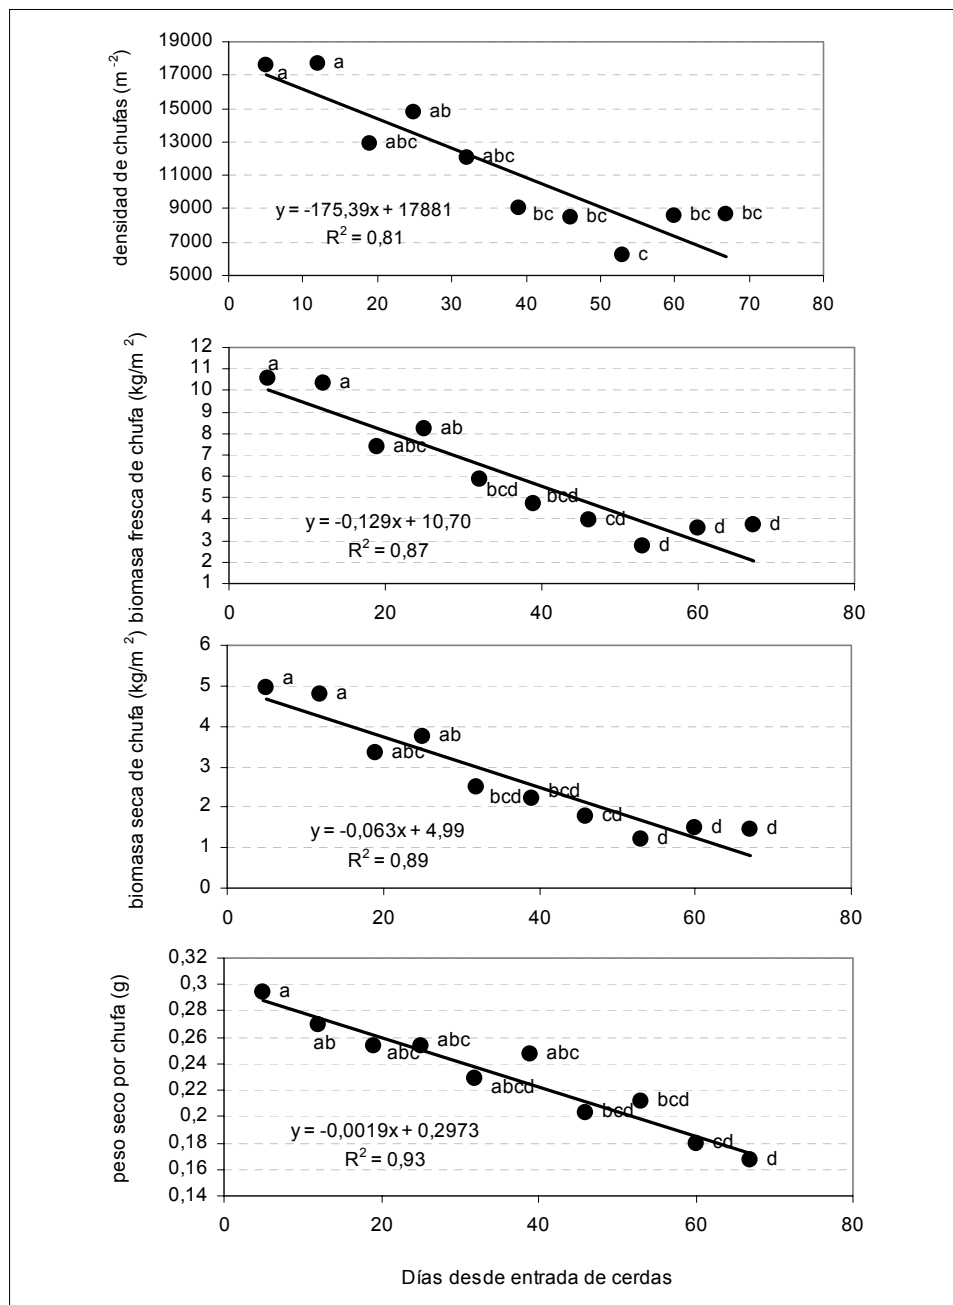 densidad de chufas (m⁻²)
19000
17000
15000
13000
11000
9000
7000
5000
a
a
abc
ab
abc
bc
bc
c
bc
bc
y = -175,39x + 17881
R² = 0,81
0 10 20 30 40 50 60 70 80
biomasa fresca de chufa (kg/m²)
12
11
10
9
8
7
6
5
4
3
2
1
a
a
abc
ab
bcd
bcd
cd
d
d
d
y = -0,129x + 10,70
R² = 0,87
0 20 40 60 80
biomasa seca de chufa (kg/m²)
6
5
4
3
2
1
0
a
a
abc
ab
bcd
bcd
cd
d
d
d
y = -0,063x + 4,99
R² = 0,89
0 20 40 60 80
peso seco por chufa (g)
0,32
0,3
0,28
0,26
0,24
0,22
0,2
0,18
0,16
0,14
a
ab
abc
abc
abcd
abc
bcd
bcd
cd
d
y = -0,0019x + 0,2973
R² = 0,93
0 20 40 60 80
Días desde entrada de cerdas